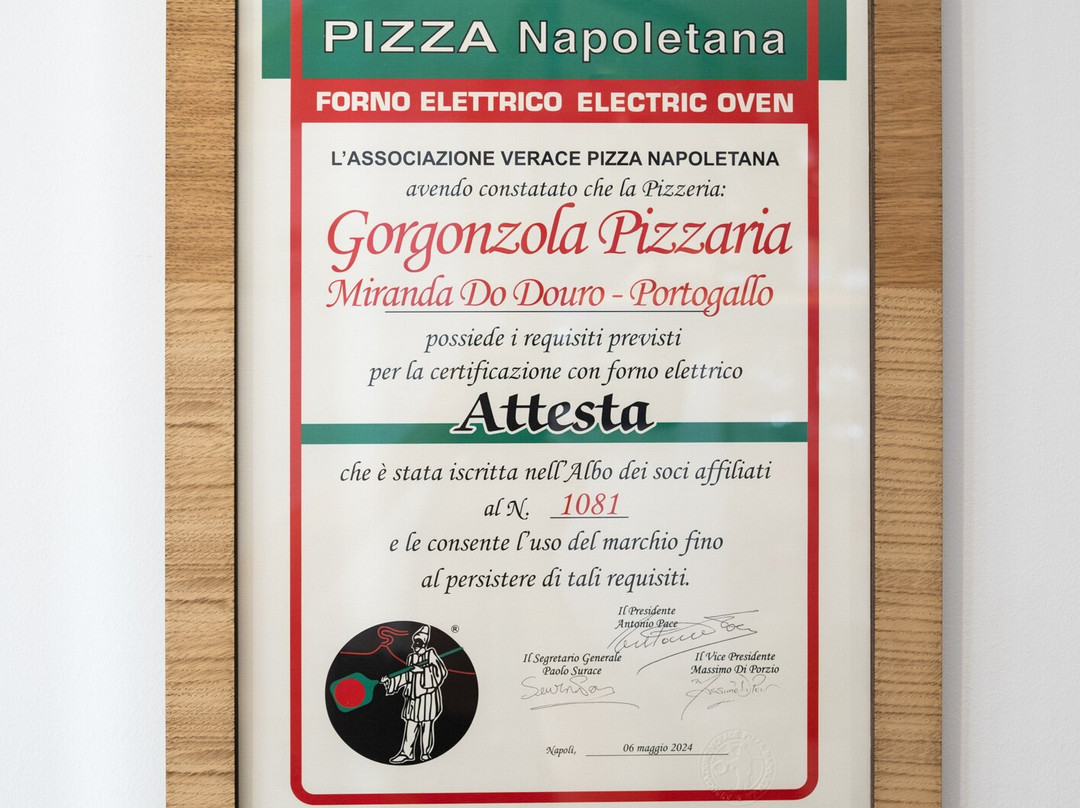 PIZZA Napoletana
FORNO ELETTRICO ELECTRIC OVEN
L'ASSOCIAZIONE VERACE PIZZA NAPOLETANA
avendo constatato che la Pizzeria:
Gorgonzola Pizzaria
Miranda Do Douro - Portogallo
possiede i requisiti previsti
per la certificazione con forno elettrico
Attesta
che è stata iscritta nell'Albo dei soci affiliati
al N. 1081
e le consente l'uso del marchio fino
al persistere di tali requisiti.
Il Presidente
Antonio Pace
Il Segretario Generale
Paolo Surace
Il Vice Presidente
Massimo Di Porzio
®
Napoli, 06 maggio 2024